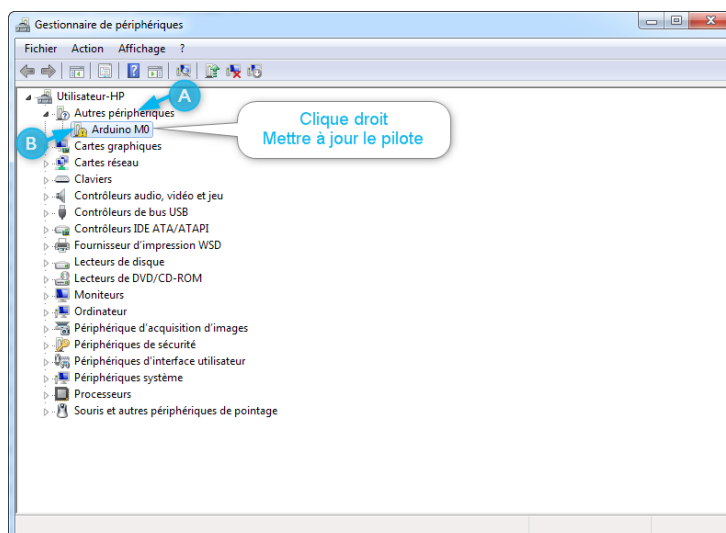 Gestionnaire de périphériques
Fichier Action Affichage ?
Utilisateur-HP
A
Autres périphériques
Clique droit
B
Arduino M0
Mettre à jour le pilote
Cartes graphiques
Cartes réseau
Claviers
Contrôleurs audio, vidéo et jeu
Contrôleurs de bus USB
Contrôleurs IDE ATA/ATAPI
Fournisseur d'impression WSD
Lecteurs de disque
Lecteurs de DVD/CD-ROM
Moniteurs
Ordinateur
Périphérique d'acquisition d'images
Périphériques de sécurité
Périphériques d'interface utilisateur
Périphériques système
Processeurs
Souris et autres périphériques de pointage